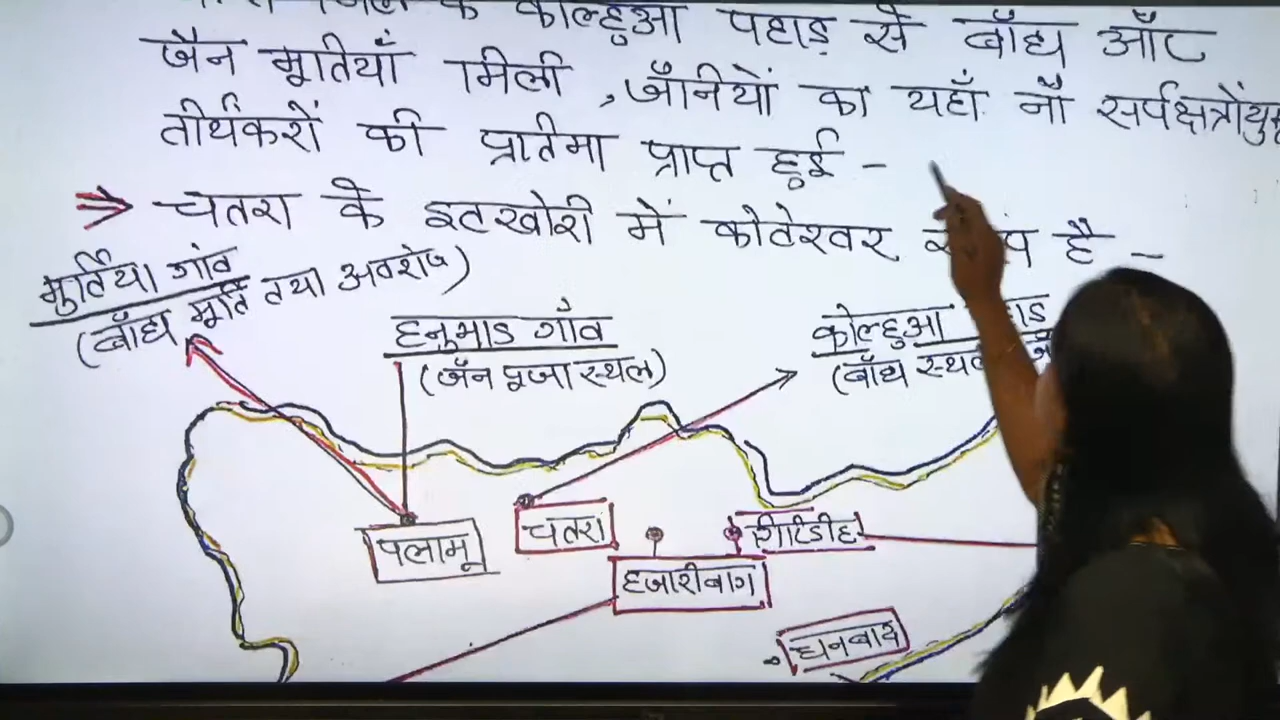 के कोल्हुआ पहाड़ से बौद्ध और
जैन मूर्तियाँ मिली , जैनियों का यहाँ नौ सर्पक्षत्रों
तीर्थंकरों की प्रतिमा प्राप्त हुई -
⇒ चतरा के इटखोरी में कोटेश्वर है -
मुर्तिया गांव
(बौद्ध मूर्ति तथा अवशेष)
हनुमाड गाँव
(जैन पूजा स्थल)
कोल्हुआ
(बौद्ध
पलामू
चतरा
हजारीबाग
गिरिडीह
धनबाद